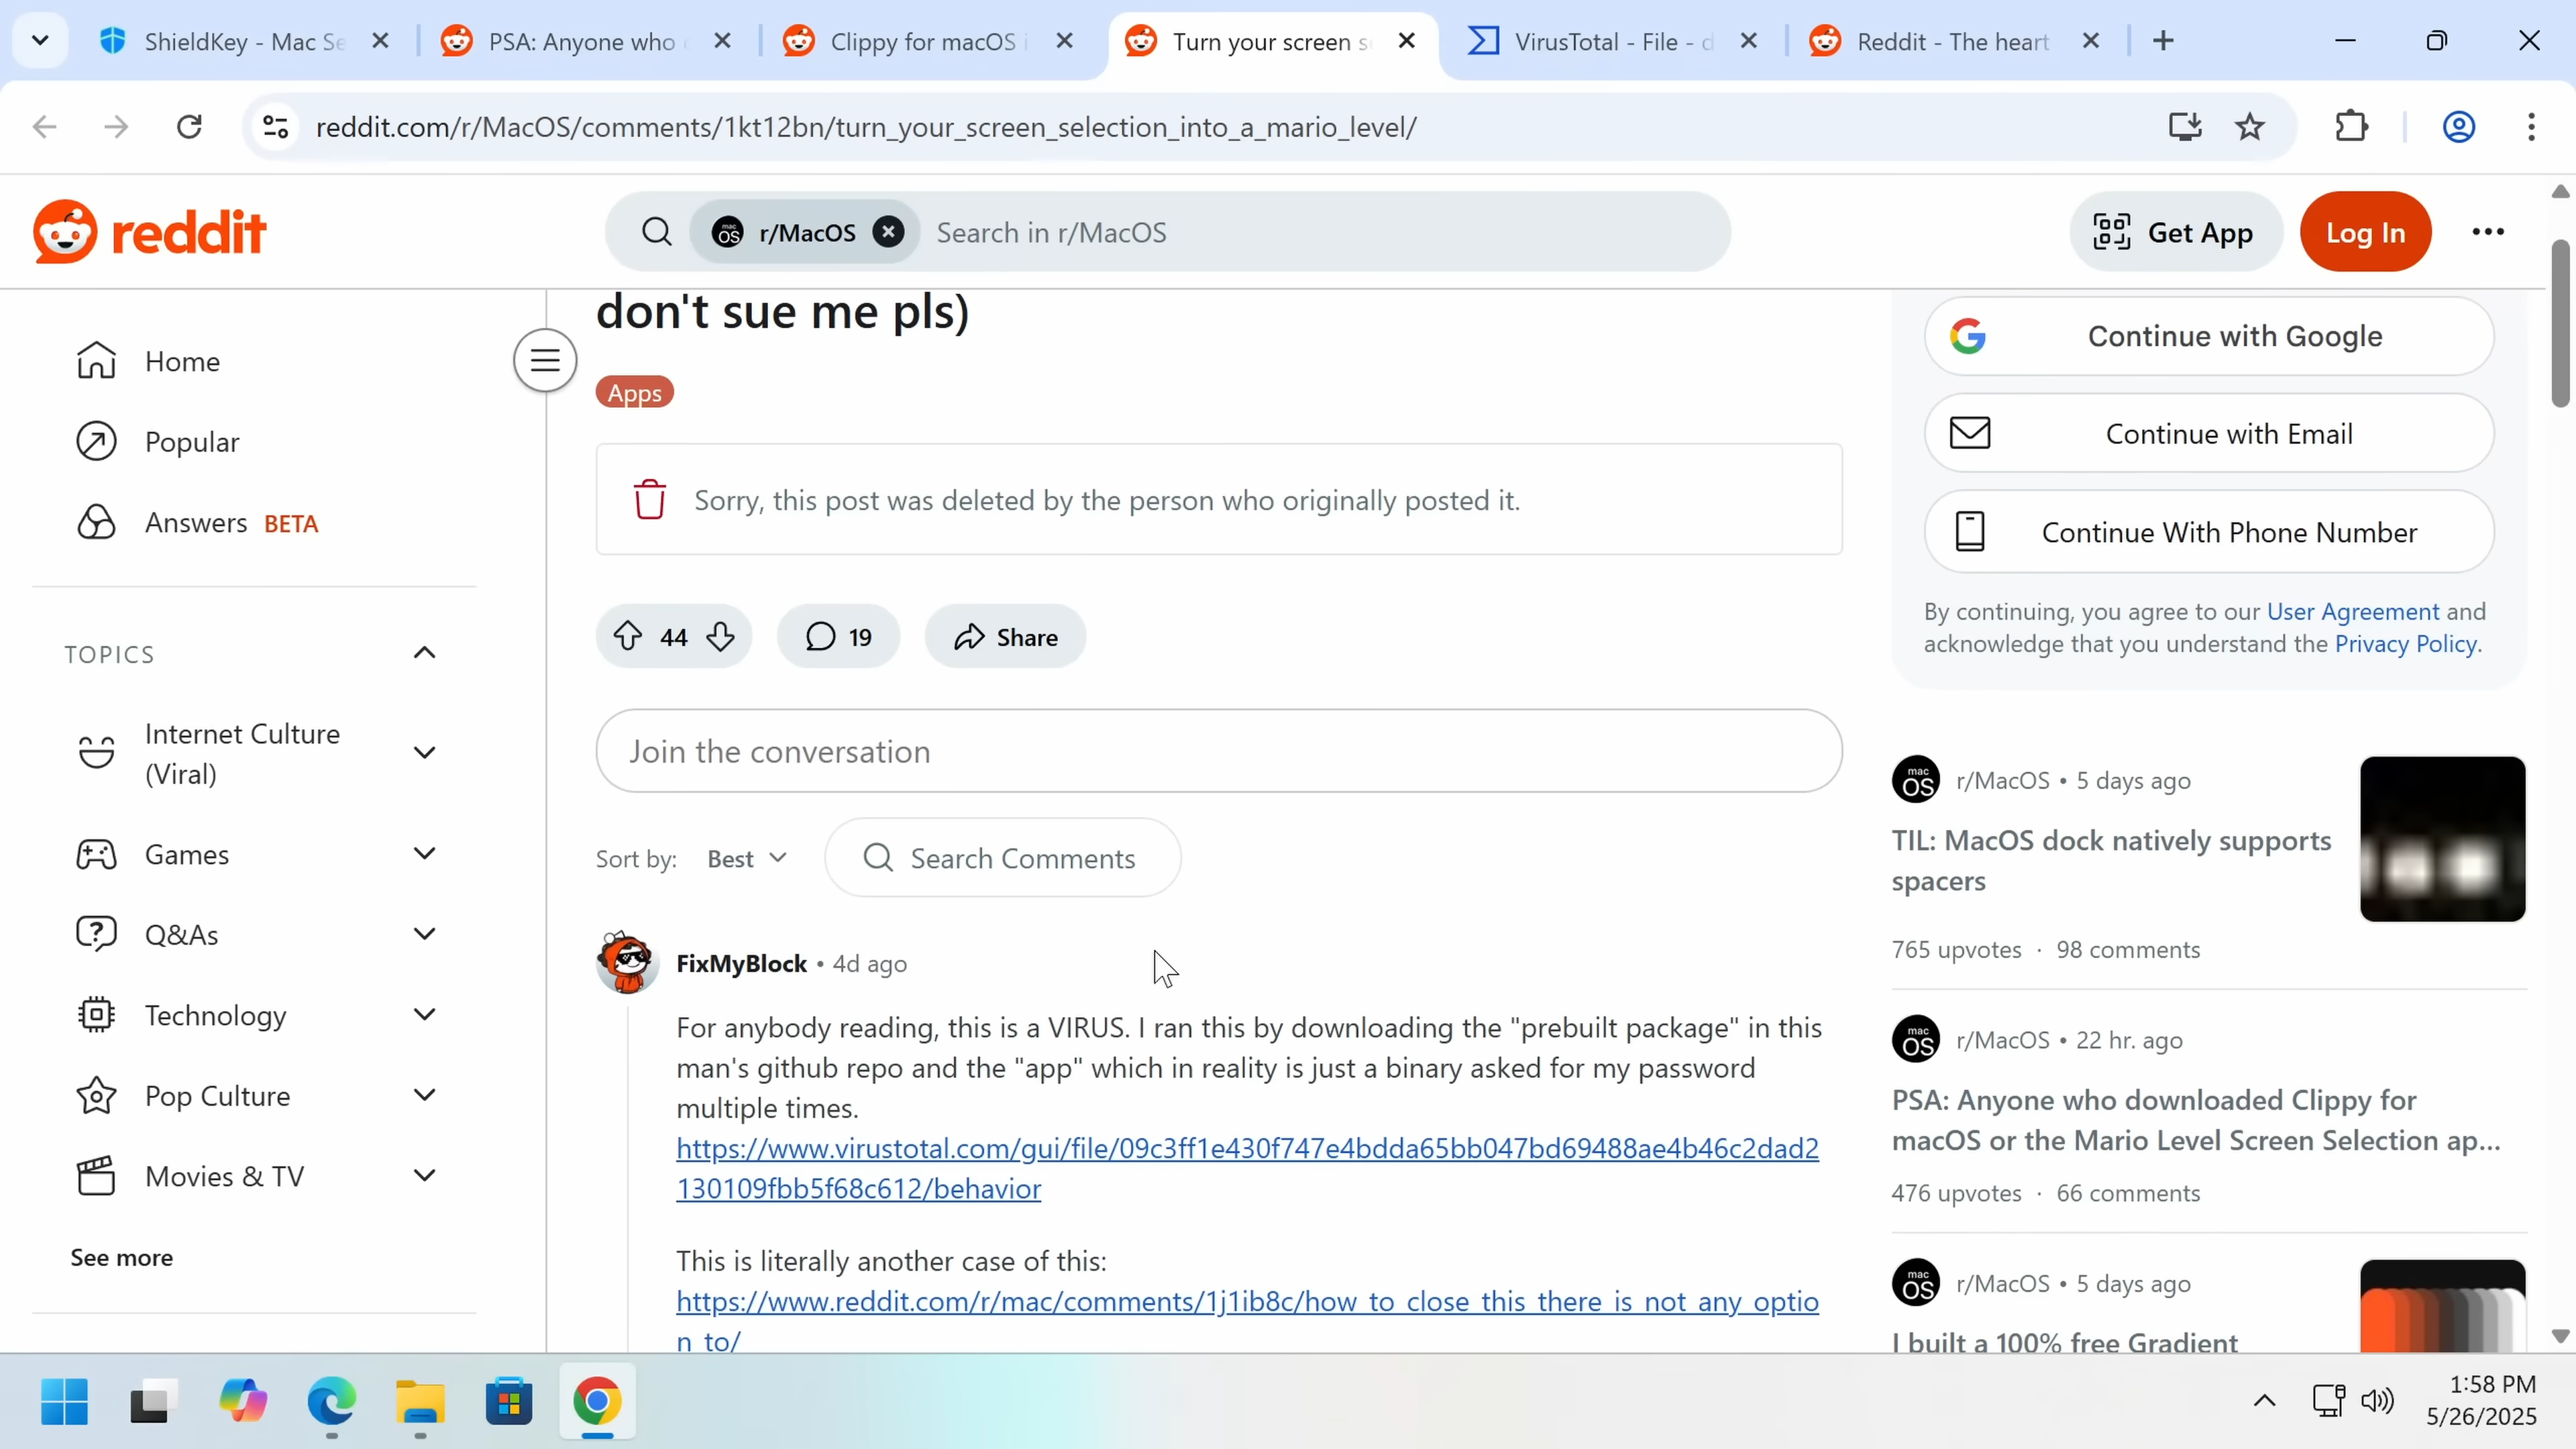 ShieldKey - Mac Se
PSA: Anyone who
Clippy for macOS i
Turn your screen s
VirusTotal - File - d
Reddit - The heart
reddit.com/r/MacOS/comments/1kt12bn/turn_your_screen_selection_into_a_mario_level/
reddit
mac
OS
r/MacOS
Search in r/MacOS
Get App
Log In
Home
Popular
Answers BETA
TOPICS
Internet Culture
(Viral)
Games
Q&As
Technology
Pop Culture
Movies & TV
See more
don't sue me pls)
Apps
Sorry, this post was deleted by the person who originally posted it.
44
19
Share
Join the conversation
Sort by: Best
Search Comments
FixMyBlock • 4d ago
For anybody reading, this is a VIRUS. I ran this by downloading the "prebuilt package" in this
man's github repo and the "app" which in reality is just a binary asked for my password
multiple times.
https://www.virustotal.com/gui/file/09c3ff1e430f747e4bdda65bb047bd69488ae4b46c2dad2
130109fbb5f68c612/behavior
This is literally another case of this:
https://www.reddit.com/r/mac/comments/1j1ib8c/how_to_close_this_there_is_not_any_optio
n_to/
Continue with Google
Continue with Email
Continue With Phone Number
By continuing, you agree to our User Agreement and
acknowledge that you understand the Privacy Policy.
mac
OS
r/MacOS • 5 days ago
TIL: MacOS dock natively supports
spacers
765 upvotes · 98 comments
mac
OS
r/MacOS • 22 hr. ago
PSA: Anyone who downloaded Clippy for
macOS or the Mario Level Screen Selection ap...
476 upvotes · 66 comments
mac
OS
r/MacOS • 5 days ago
I built a 100% free Gradient
1:58 PM
5/26/2025